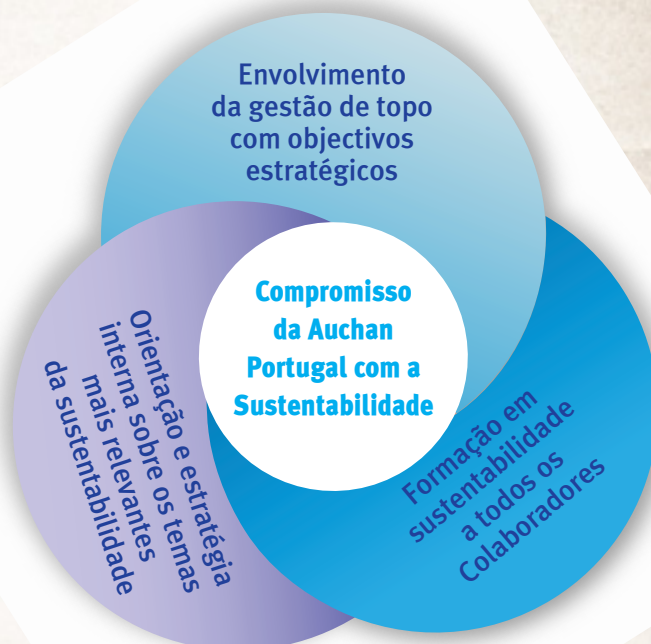 Envolvimento
da gestão de topo
com objectivos
estratégicos
Compromisso
da Auchan
Portugal com a
Sustentabilidade
Orientação e estratégia
interna sobre os temas
mais relevantes
da sustentabilidade
Formação em
sustentabilidade
a todos os
Colaboradores